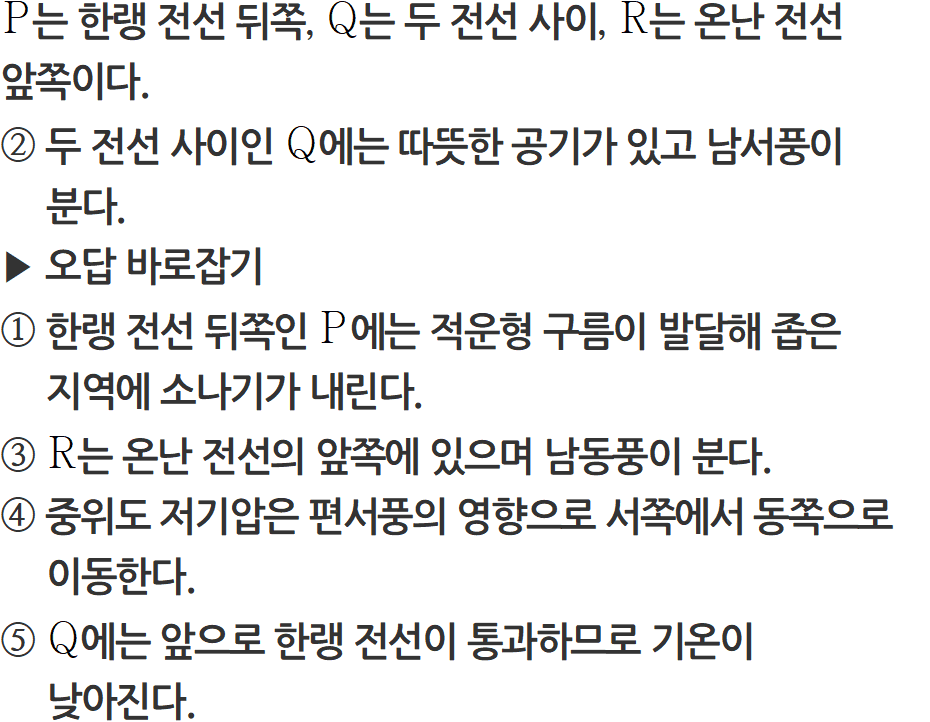 P는 한랭 전선 뒤쪽, Q는 두 전선 사이, R는 온난 전선
앞쪽이다.
② 두 전선 사이인 Q에는 따뜻한 공기가 있고 남서풍이
분다.
▶ 오답 바로잡기
① 한랭 전선 뒤쪽인 P에는 적운형 구름이 발달해 좁은
지역에 소나기가 내린다.
③ R는 온난 전선의 앞쪽에 있으며 남동풍이 분다.
④ 중위도 저기압은 편서풍의 영향으로 서쪽에서 동쪽으로
이동한다.
⑤ Q에는 앞으로 한랭 전선이 통과하므로 기온이
낮아진다.